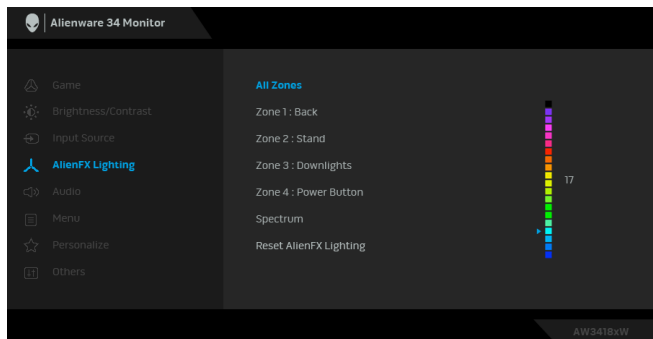 Alienware 34 Monitor
Game
All Zones
Brightness/Contrast
Zone 1 : Back
Input Source
Zone 2 : Stand
AlienFX Lighting
Zone 3 : Downlights
17
Audio
Zone 4 : Power Button
Menu
Spectrum
Personalize
Reset AlienFX Lighting
Others
AW3418xW